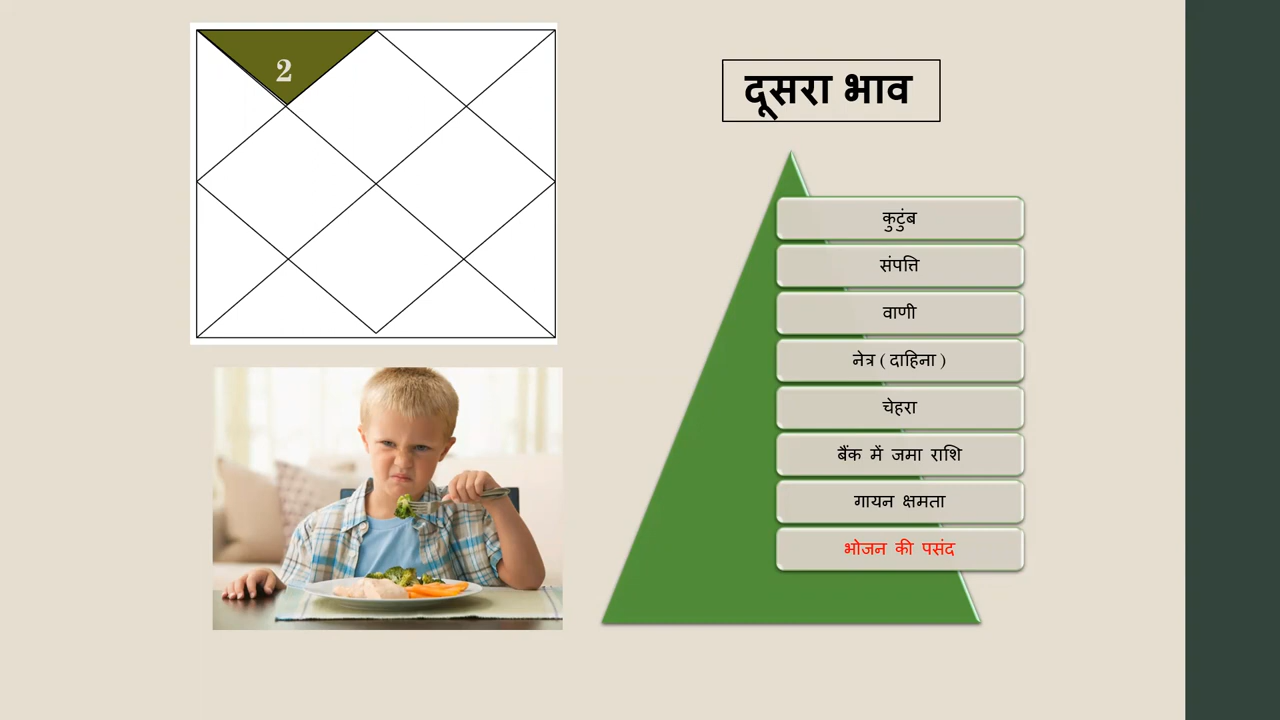 2
दूसरा भाव
कुटुंब
संपत्ति
वाणी
नेत्र ( दाहिना )
चेहरा
बैंक में जमा राशि
गायन क्षमता
भोजन की पसंद